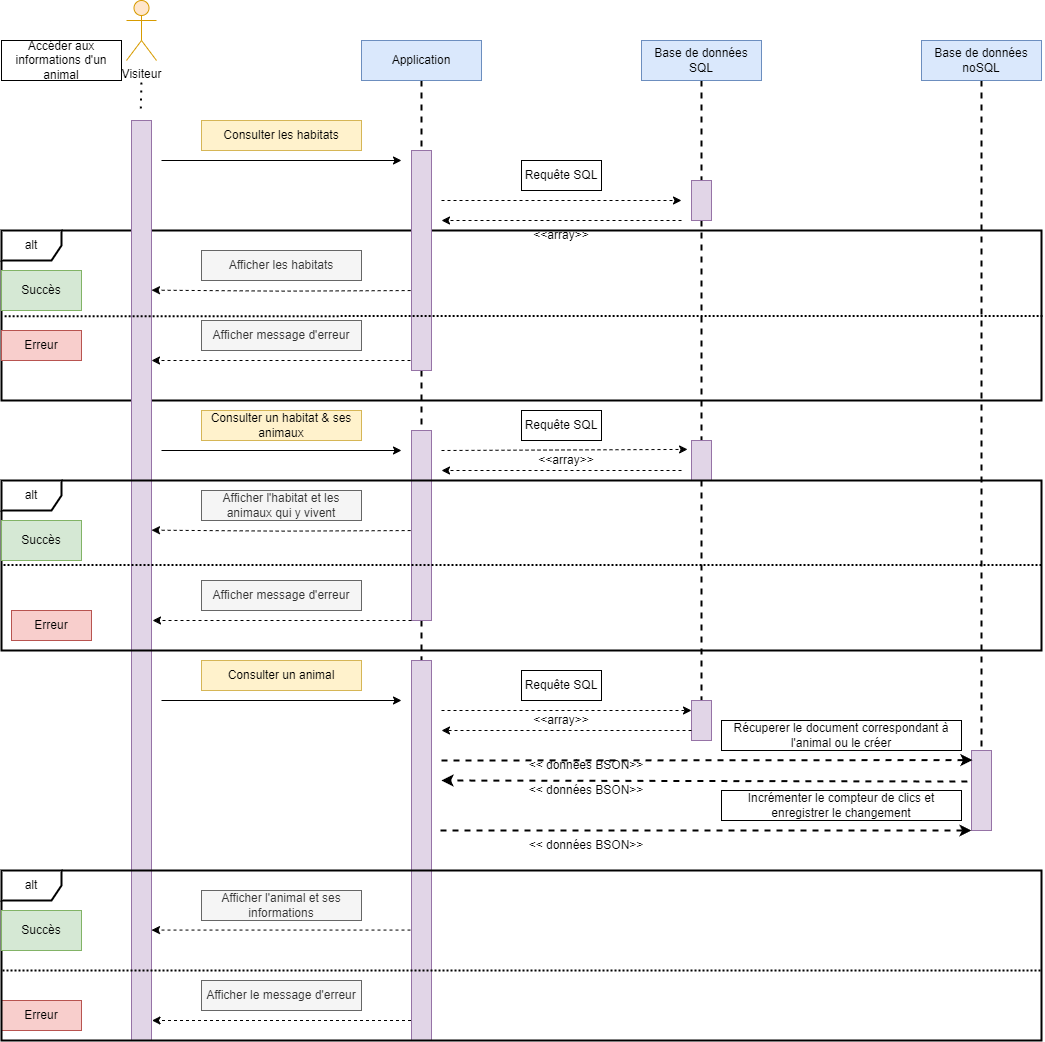 Accèder aux
informations d'un
animal
Visiteur
Application
Base de données
SQL
Base de données
noSQL
Consulter les habitats
Requête SQL
<<array>>
alt
Afficher les habitats
Succès
Afficher message d'erreur
Erreur
Consulter un habitat & ses
animaux
Requête SQL
<<array>>
alt
Afficher l'habitat et les
animaux qui y vivent
Succès
Afficher message d'erreur
Erreur
Consulter un animal
Requête SQL
<<array>>
Récuperer le document correspondant à
l'animal ou le créer
<< données BSON>>
<< données BSON>>
Incrémenter le compteur de clics et
enregistrer le changement
<< données BSON>>
alt
Afficher l'animal et ses
informations
Succès
Afficher le message d'erreur
Erreur